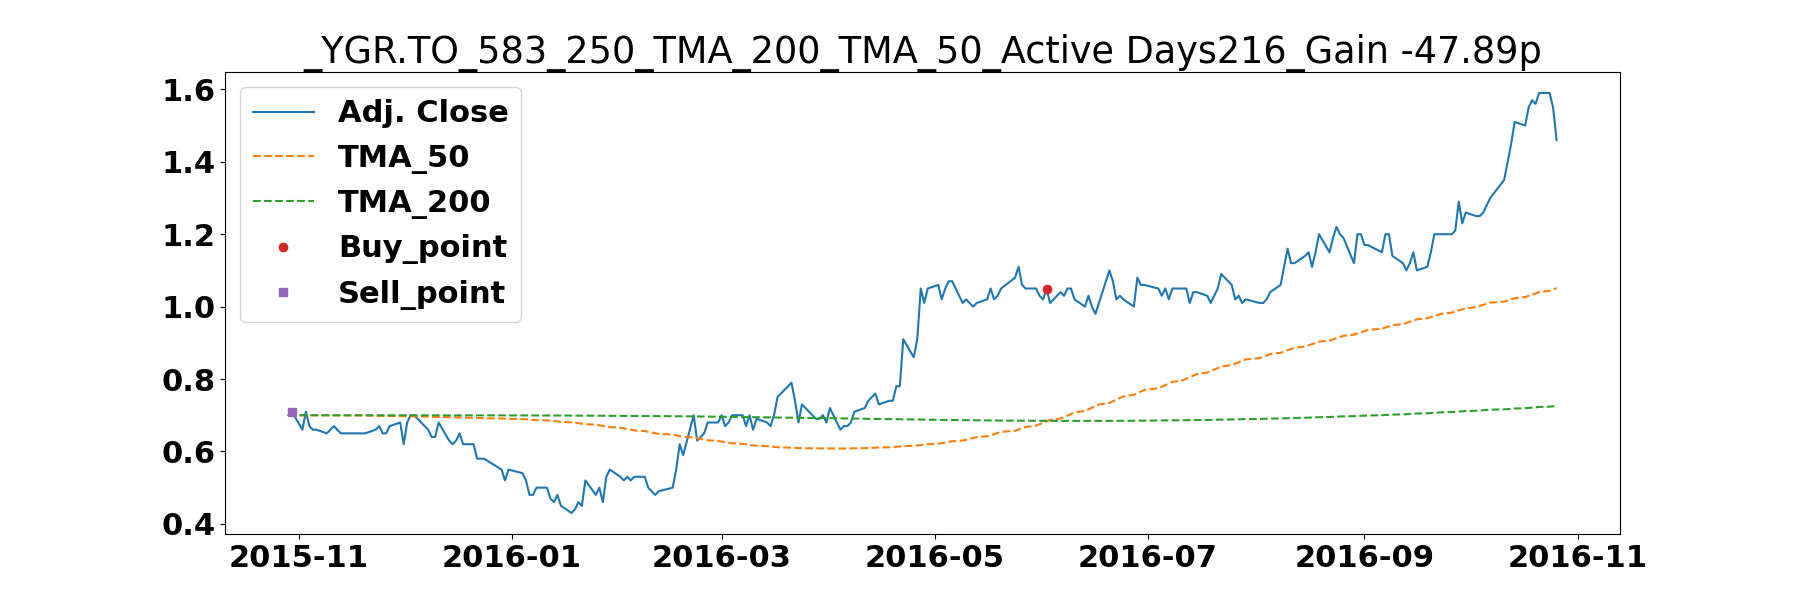 _YGR.TO_583_250_TMA_200_TMA_50_Active Days216_Gain -47.89p
Adj. Close
TMA_50
TMA_200
Buy_point
Sell_point
1.6
1.4
1.2
1.0
0.8
0.6
0.4
2015-11 2016-01 2016-03 2016-05 2016-07 2016-09 2016-11